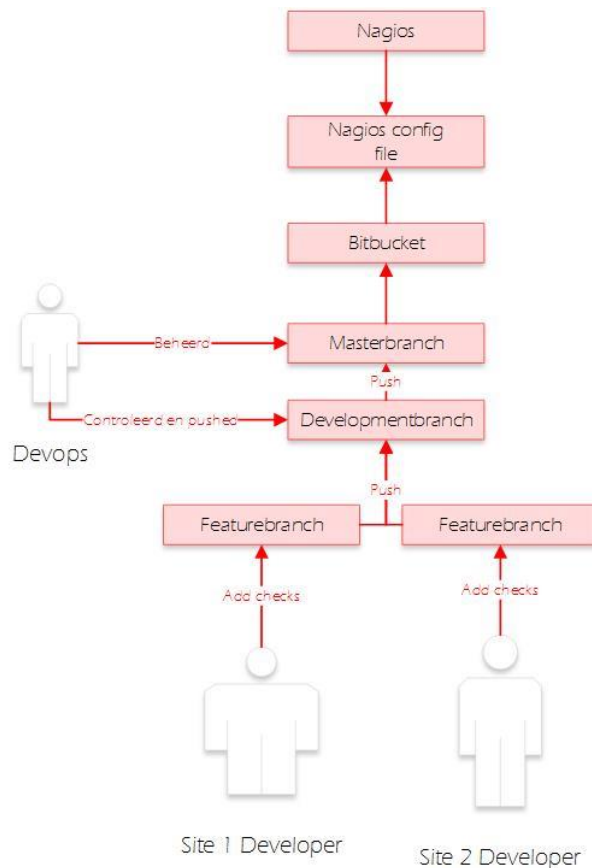 Nagios
Nagios config
file
Bitbucket
Beheerd
Masterbranch
Push
Controleerd en pushed
Developmentbranch
Devops
Push
Featurebranch
Featurebranch
Add checks
Add checks
Site 1 Developer
Site 2 Developer